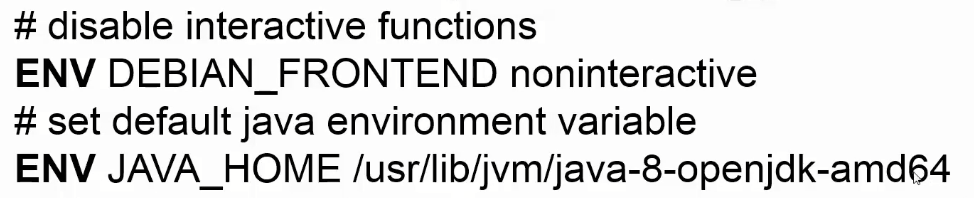 # disable interactive functions
ENV DEBIAN_FRONTEND noninteractive
# set default java environment variable
ENV JAVA_HOME /usr/lib/jvm/java-8-openjdk-amd64